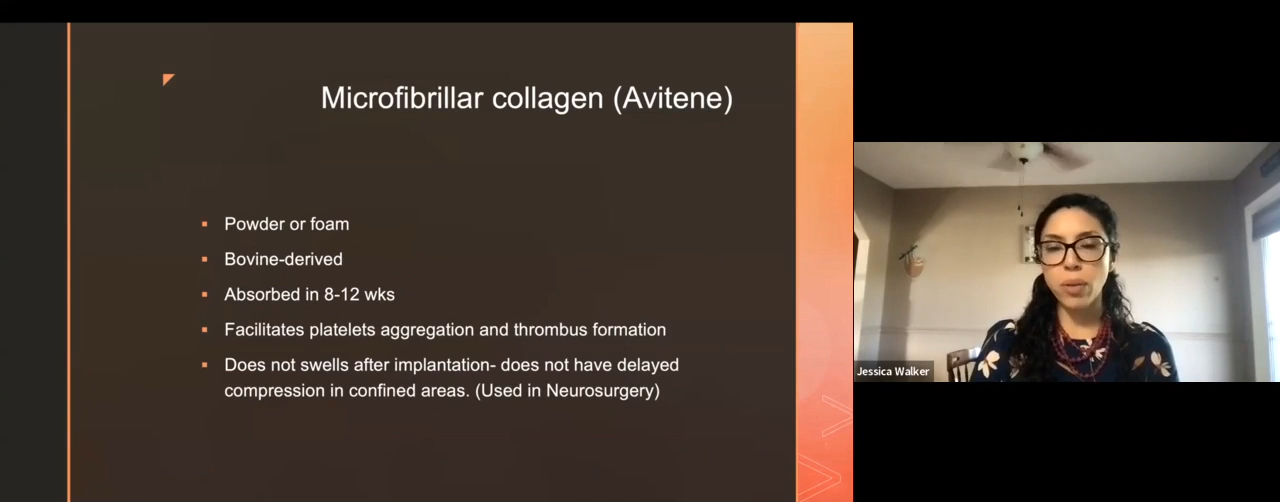 Microfibrillar collagen (Avitene)
Powder or foam
Bovine-derived
Absorbed in 8-12 wks
Facilitates platelets aggregation and thrombus formation
Does not swells after implantation- does not have delayed
compression in confined areas. (Used in Neurosurgery)
Jessica Walker